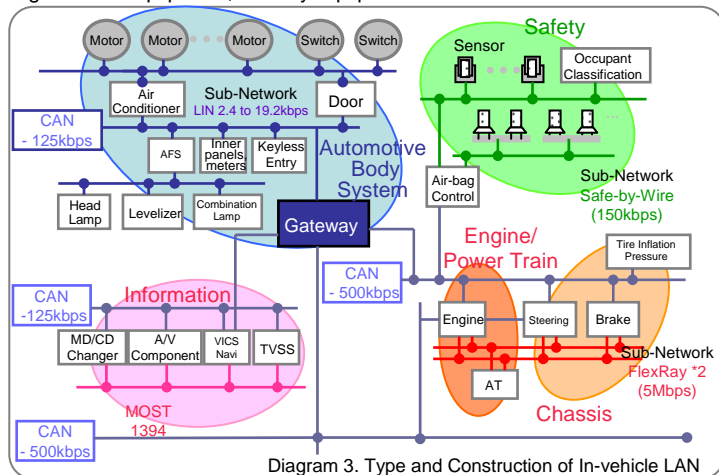 Motor
Motor
Motor
Switch
Switch
Air
Conditioner
Sub-Network
LIN 2.4 to 19.2kbps
Door
CAN
- 125kbps
AFS
Inner
panels,
meters
Keyless
Entry
Automotive
Body
System
Head
Lamp
Levelizer
Combination
Lamp
Gateway
Safety
Sensor
Occupant
Classification
Air-bag
Control
Sub-Network
Safe-by-Wire
(150kbps)
Engine/
Power Train
Tire Inflation
Pressure
CAN
- 500kbps
Engine
Steering
Brake
AT
Sub-Network
FlexRay *2
(5Mbps)
Chassis
CAN
-125kbps
Information
MD/CD
Changer
A/V
Component
VICS
Navi
TVSS
MOST
1394
CAN
- 500kbps
Diagram 3. Type and Construction of In-vehicle LAN